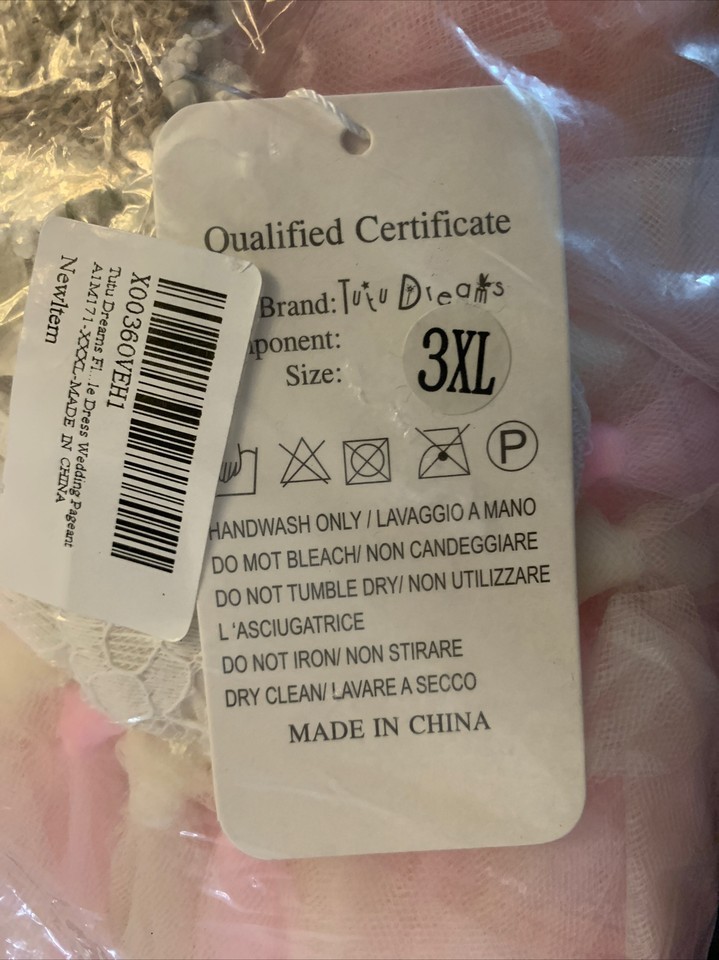 Qualified Certificate
Brand: Tutu Dreams
ponent:
Size: 3XL
P
HANDWASH ONLY / LAVAGGIO A MANO
DO MOT BLEACH/ NON CANDEGGIARE
DO NOT TUMBLE DRY/ NON UTILIZZARE
L 'ASCIUGATRICE
DO NOT IRON/ NON STIRARE
DRY CLEAN/ LAVARE A SECCO
MADE IN CHINA
X0036OVEH1
Tutu Dreams Fl...le Dress Wedding Pageant
A1M171-XXXL-MADE IN CHINA
NewItem